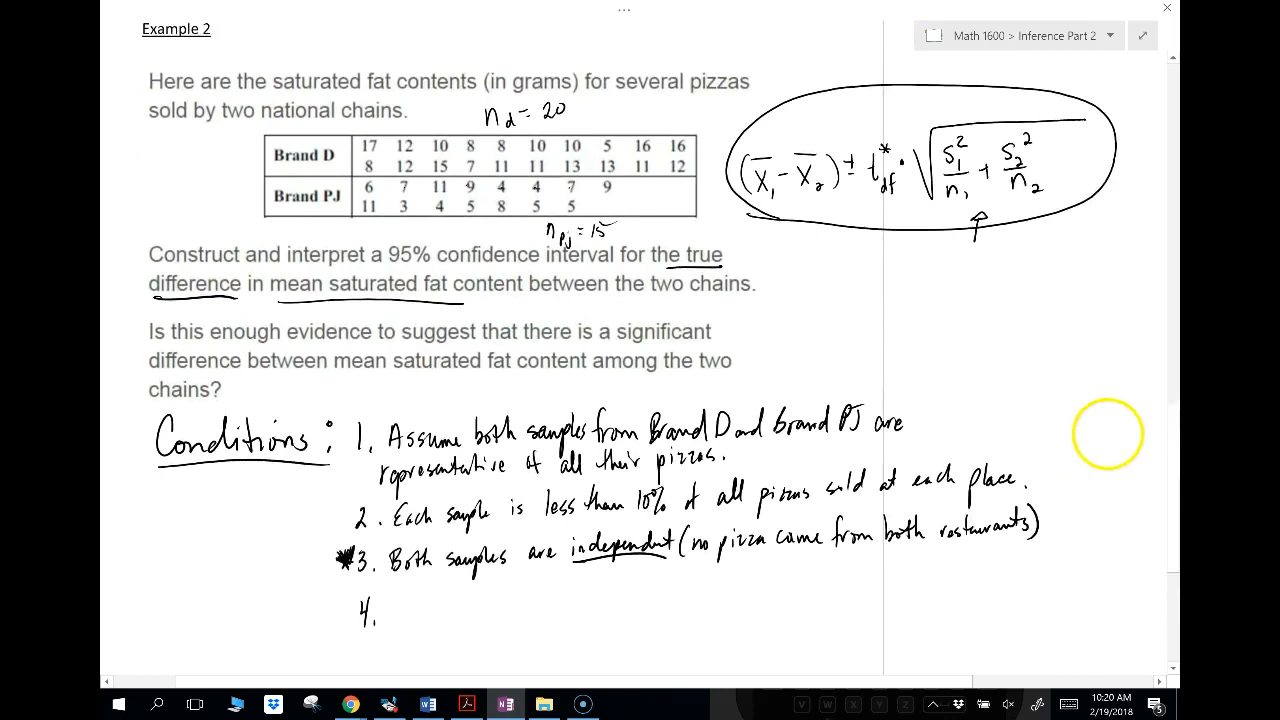 Example 2
Math 1600 > Inference Part 2
Here are the saturated fat contents (in grams) for several pizzas
sold by two national chains.
n_d = 20
Brand D 17 12 10 8 8 10 10 5 16 16
8 12 15 7 11 11 13 13 11 12
Brand PJ 6 7 11 9 4 4 7 9
11 3 4 5 8 5 5
n_pj = 15
(x̄₁ - x̄₂) ± t*_df · √(s₁²/n₁ + s₂²/n₂)
Construct and interpret a 95% confidence interval for the true
difference in mean saturated fat content between the two chains.
Is this enough evidence to suggest that there is a significant
difference between mean saturated fat content among the two
chains?
Conditions: 1. Assume both samples from Brand D and brand PJ are
representative of all their pizzas.
2. Each sample is less than 10% of all pizzas sold at each place.
*3. Both samples are independent (no pizza came from both restaurants)
4.
10:20 AM
2/19/2018